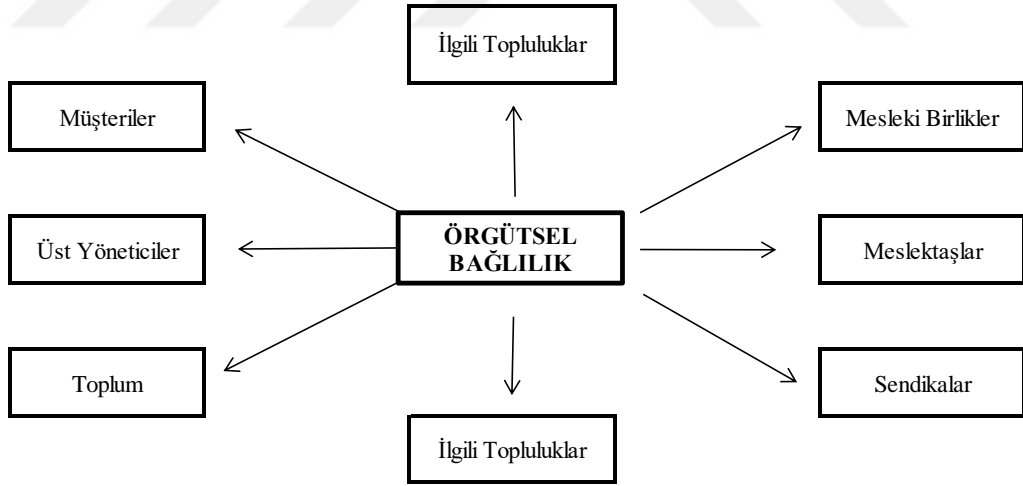 İlgili Topluluklar
Müşteriler
Mesleki Birlikler
ÖRGÜTSEL
BAĞLILIK
Üst Yöneticiler
Meslektaşlar
Toplum
Sendikalar
İlgili Topluluklar